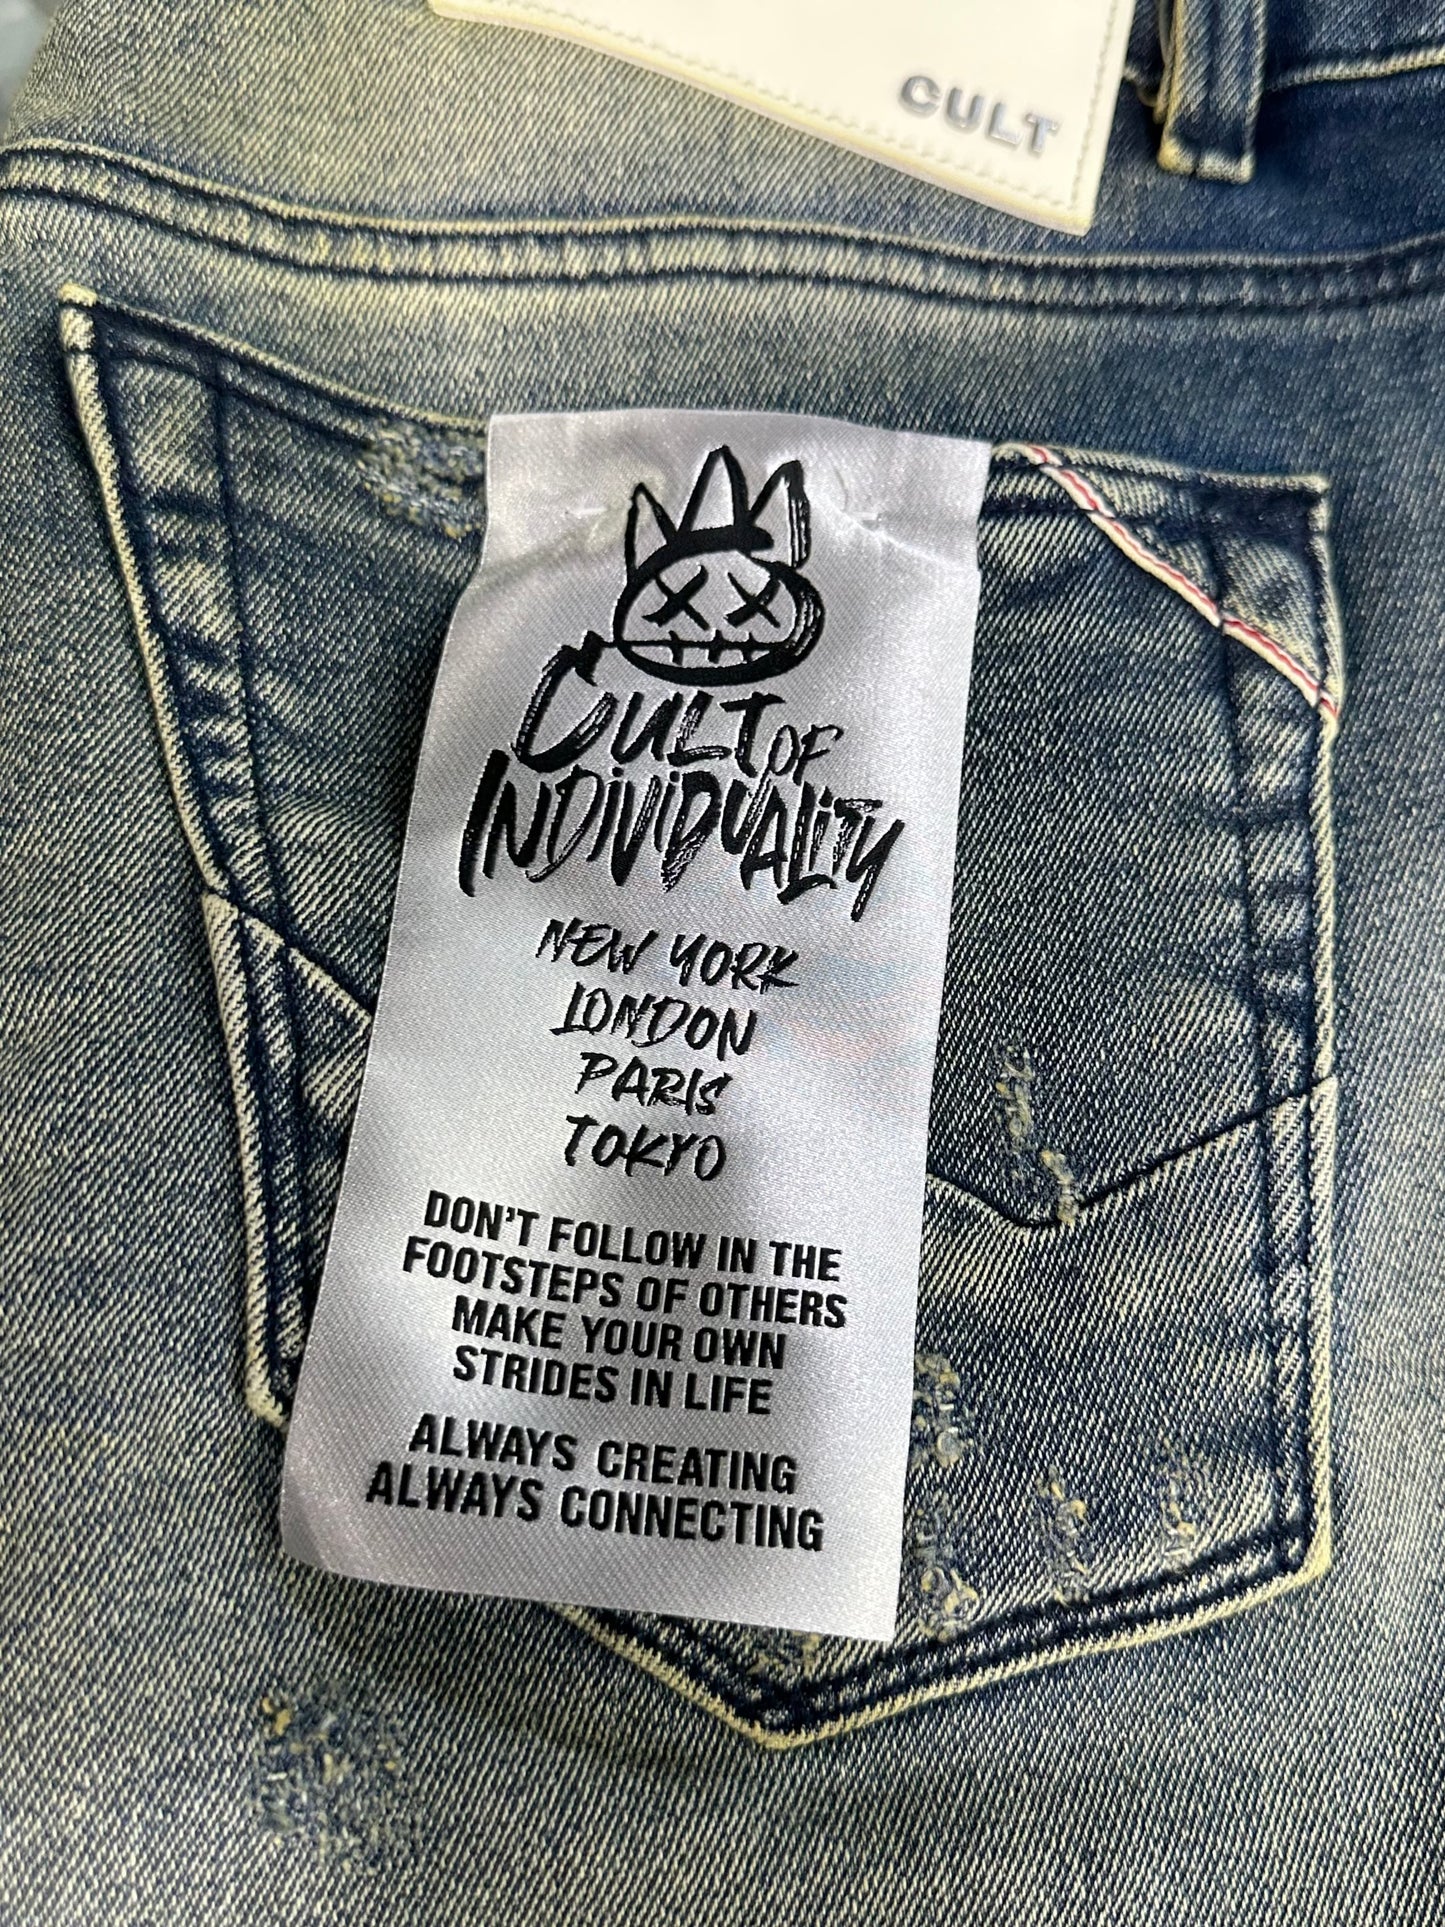 CULT
CULT OF
INDIVIDUALITY
NEW YORK
LONDON
PARIS
TOKYO
DON'T FOLLOW IN THE
FOOTSTEPS OF OTHERS
MAKE YOUR OWN
STRIDES IN LIFE
ALWAYS CREATING
ALWAYS CONNECTING